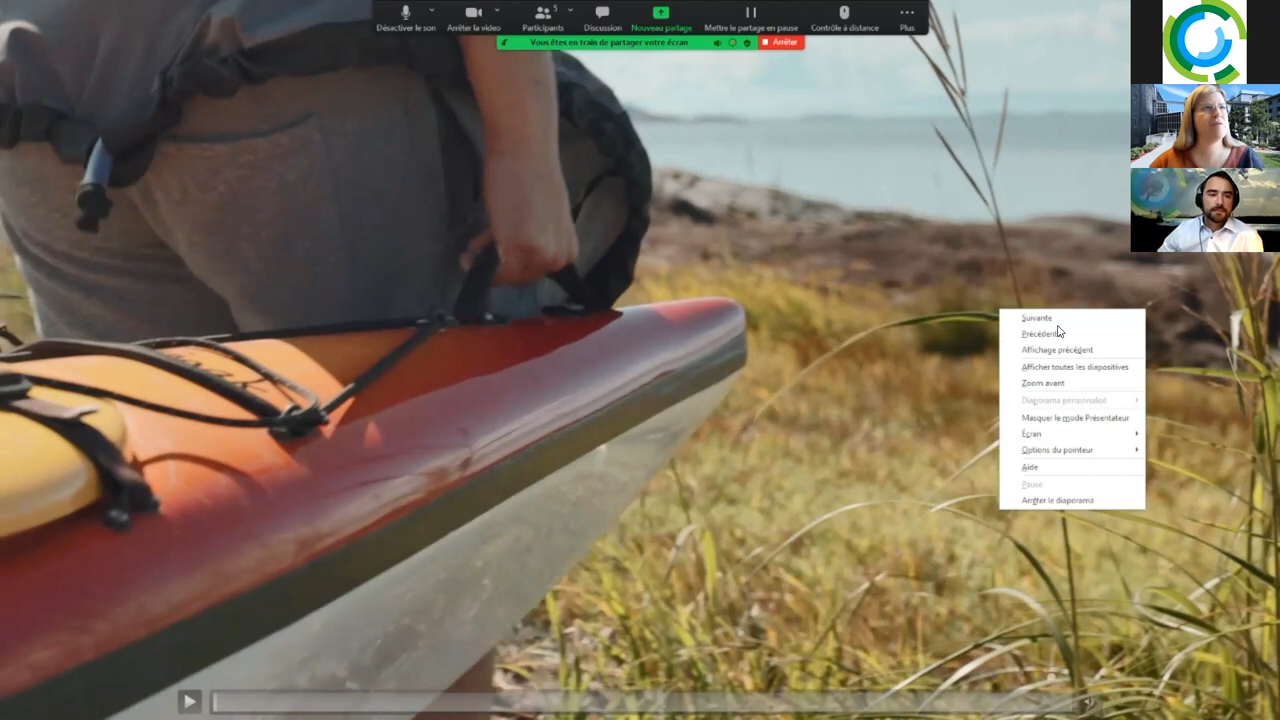 5
Désactiver le son
Arrêter la vidéo
Participants
Discussion
Nouveau partage
Mettre le partage en pause
Contrôle à distance
Plus
Vous êtes en train de partager votre écran
Arrêter
Suivante
Précédent
Affichage précédent
Afficher toutes les diapositives
Zoom avant
Diaporama personnalisé
Masquer le mode Présentateur
Écran
Options du pointeur
Aide
Pause
Arrêter le diaporama